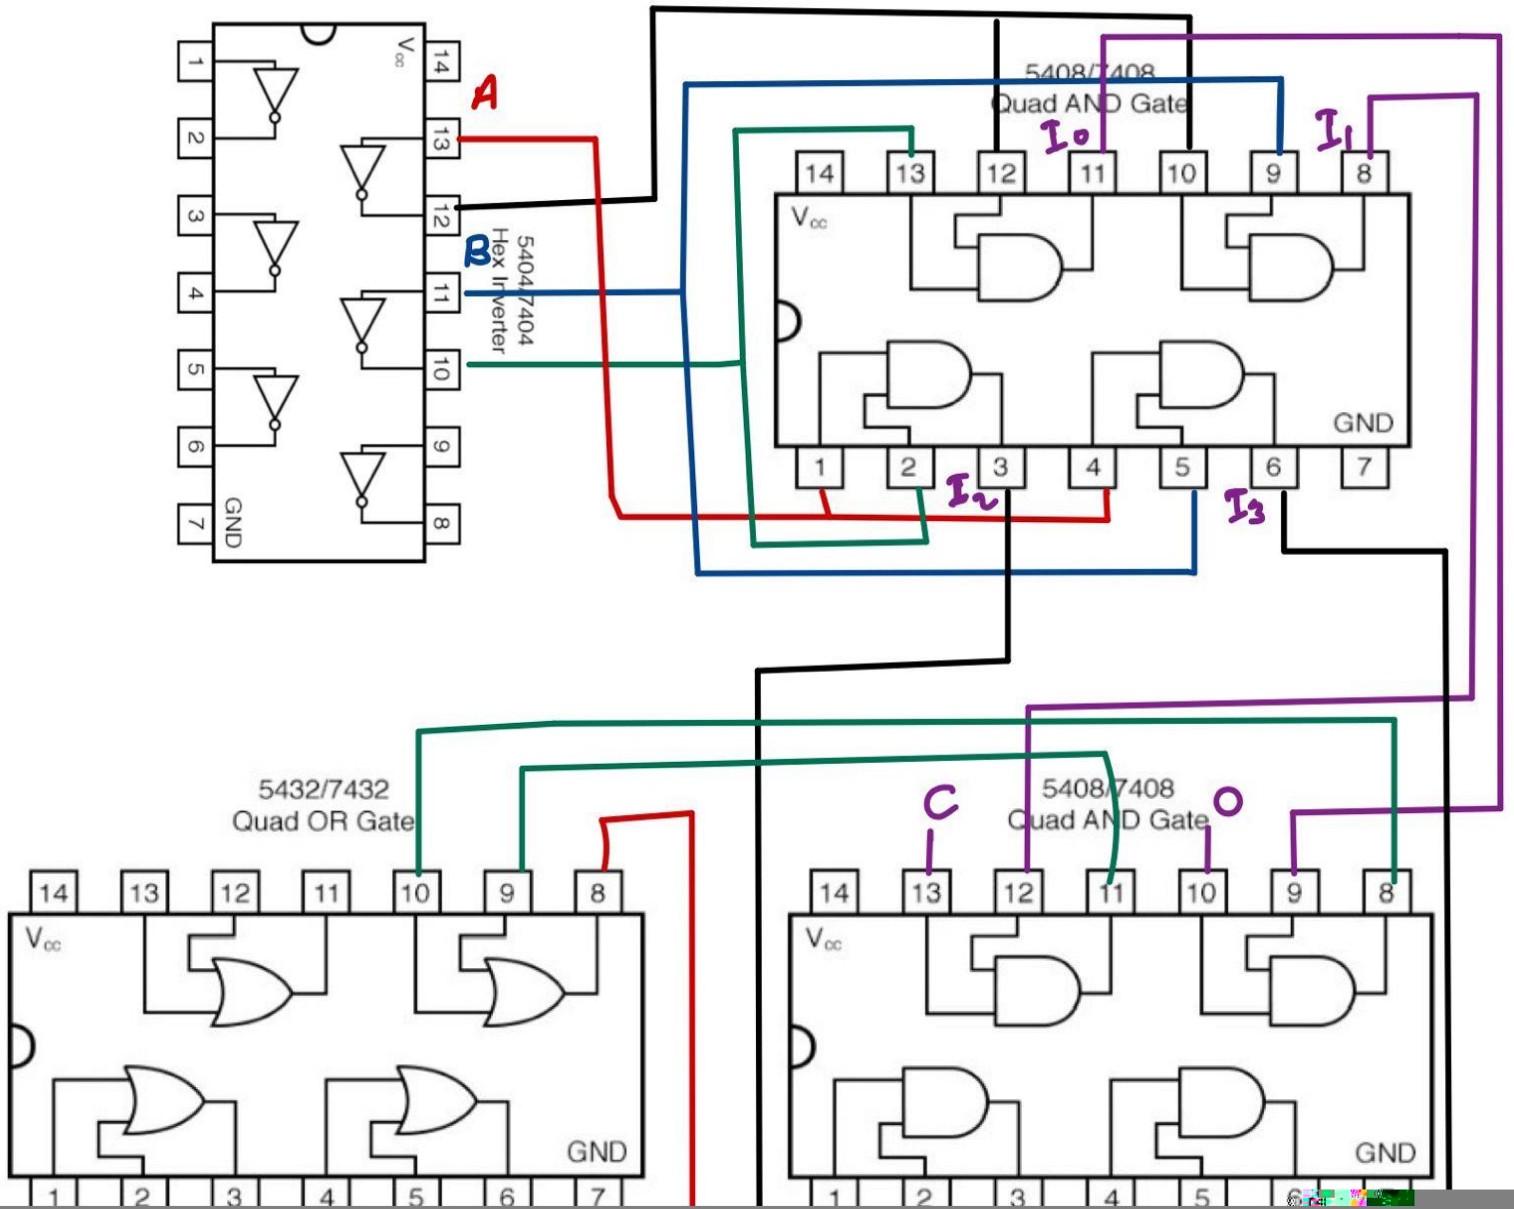 1
2
3
4
5
6
7
GND
Vcc
14
13
12
11
10
9
8
5404/7404
Hex Inverter
A
B
5408/7408
Quad AND Gate
I0
I1
14 13 12 11 10 9 8
Vcc
GND
1 2 3 4 5 6 7
I2
I3
5432/7432
Quad OR Gate
14 13 12 11 10 9 8
Vcc
GND
1 2 3 4 5 6 7
C
5408/7408
Quad AND Gate
O
14 13 12 11 10 9 8
Vcc
GND
1 2 3 4 5